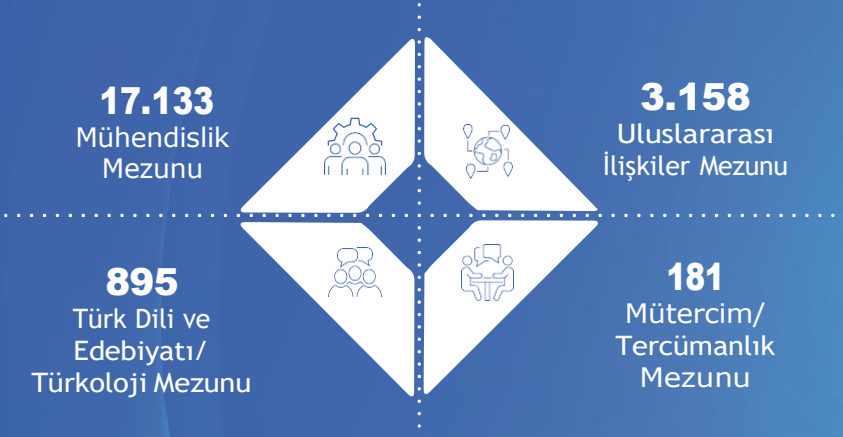 17.133
Mühendislik
Mezunu
3.158
Uluslararası
İlişkiler Mezunu
895
Türk Dili ve
Edebiyatı/
Türkoloji Mezunu
181
Mütercim/
Tercümanlık
Mezunu